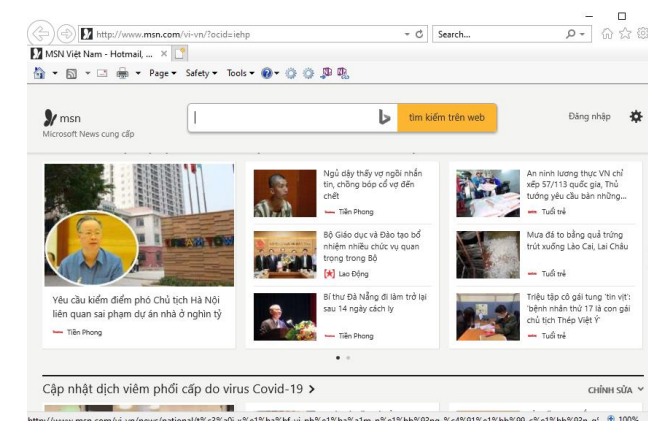 http://www.msn.com/vi-vn/?ocid=iehp
Search...
MSN Việt Nam - Hotmail, ...
Page
Safety
Tools
msn
Microsoft News cung cấp
tìm kiếm trên web
Đăng nhập
Yêu cầu kiểm điểm phó Chủ tịch Hà Nội
liên quan sai phạm dự án nhà ở nghìn tỷ
Tiền Phong
Ngủ dậy thấy vợ ngồi nhắn
tin, chồng bóp cổ vợ đến
chết
Tiền Phong
Bộ Giáo dục và Đào tạo bổ
nhiệm nhiều chức vụ quan
trọng trong Bộ
Lao Động
Bí thư Đà Nẵng đi làm trở lại
sau 14 ngày cách ly
Tiền Phong
An ninh lương thực VN chỉ
xếp 57/113 quốc gia, Thủ
tướng yêu cầu bàn những...
Tuổi trẻ
Mưa đá to bằng quả trứng
trút xuống Lào Cai, Lai Châu
Tuổi trẻ
Triệu tập cô gái tung 'tin vịt':
'bệnh nhân thứ 17 là con gái
chủ tịch Thép Việt Ý'
Tuổi trẻ
Cập nhật dịch viêm phổi cấp do virus Covid-19
CHỈNH SỬA
100%